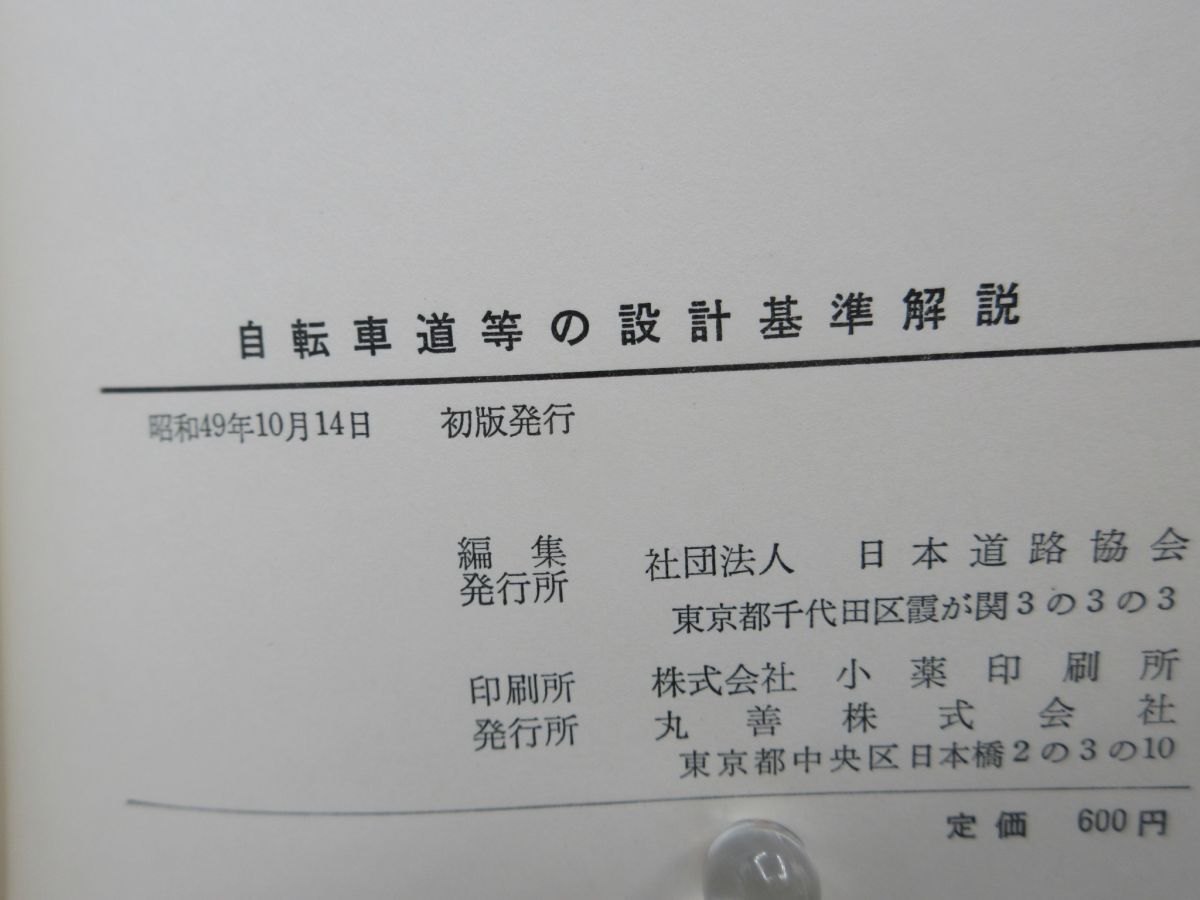 自転車道等の設計基準解説
昭和49年10月14日 初版発行
編集 社団法人 日本道路協会
発行所
東京都千代田区霞が関3の3の3
印刷所 株式会社 小薬印刷所
発行所 丸善株式会社
東京都中央区日本橋2の3の10
定価 600円